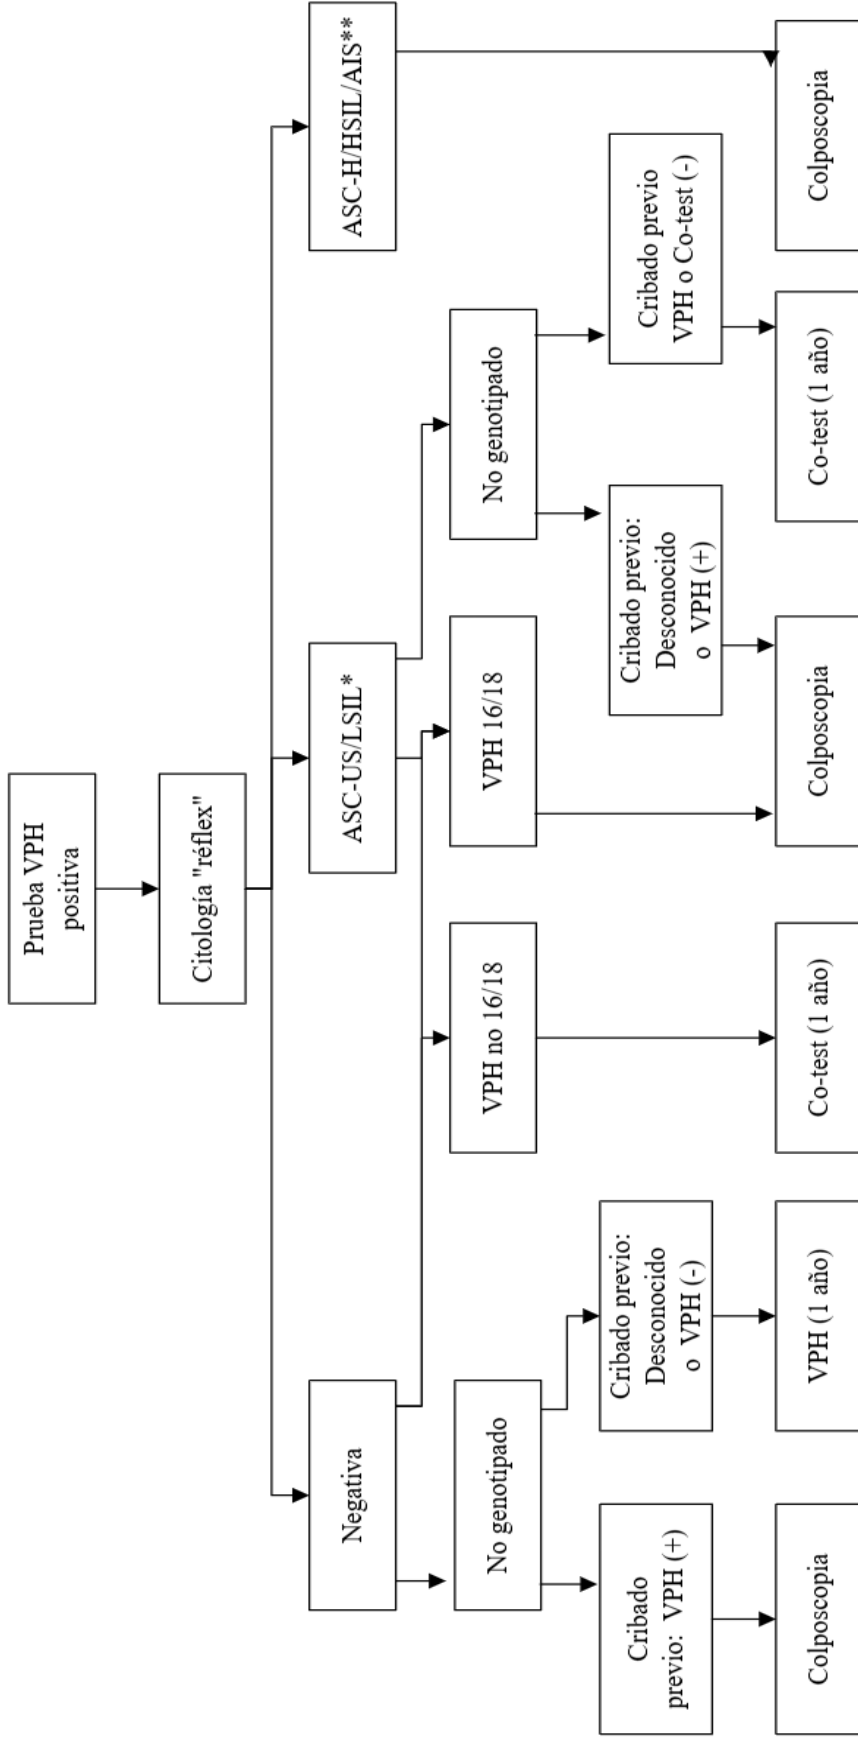 Prueba VPH
positiva
Citología "réflex"
Negativa
ASC-US/LSIL*
ASC-H/HSIL/AIS**
No genotipado
VPH no 16/18
VPH 16/18
No genotipado
Cribado
previo: VPH (+)
Cribado previo:
Desconocido
o VPH (-)
Cribado previo:
Desconocido
o VPH (+)
Cribado previo
VPH o Co-test (-)
Colposcopia
VPH (1 año)
Co-test (1 año)
Colposcopia
Co-test (1 año)
Colposcopia